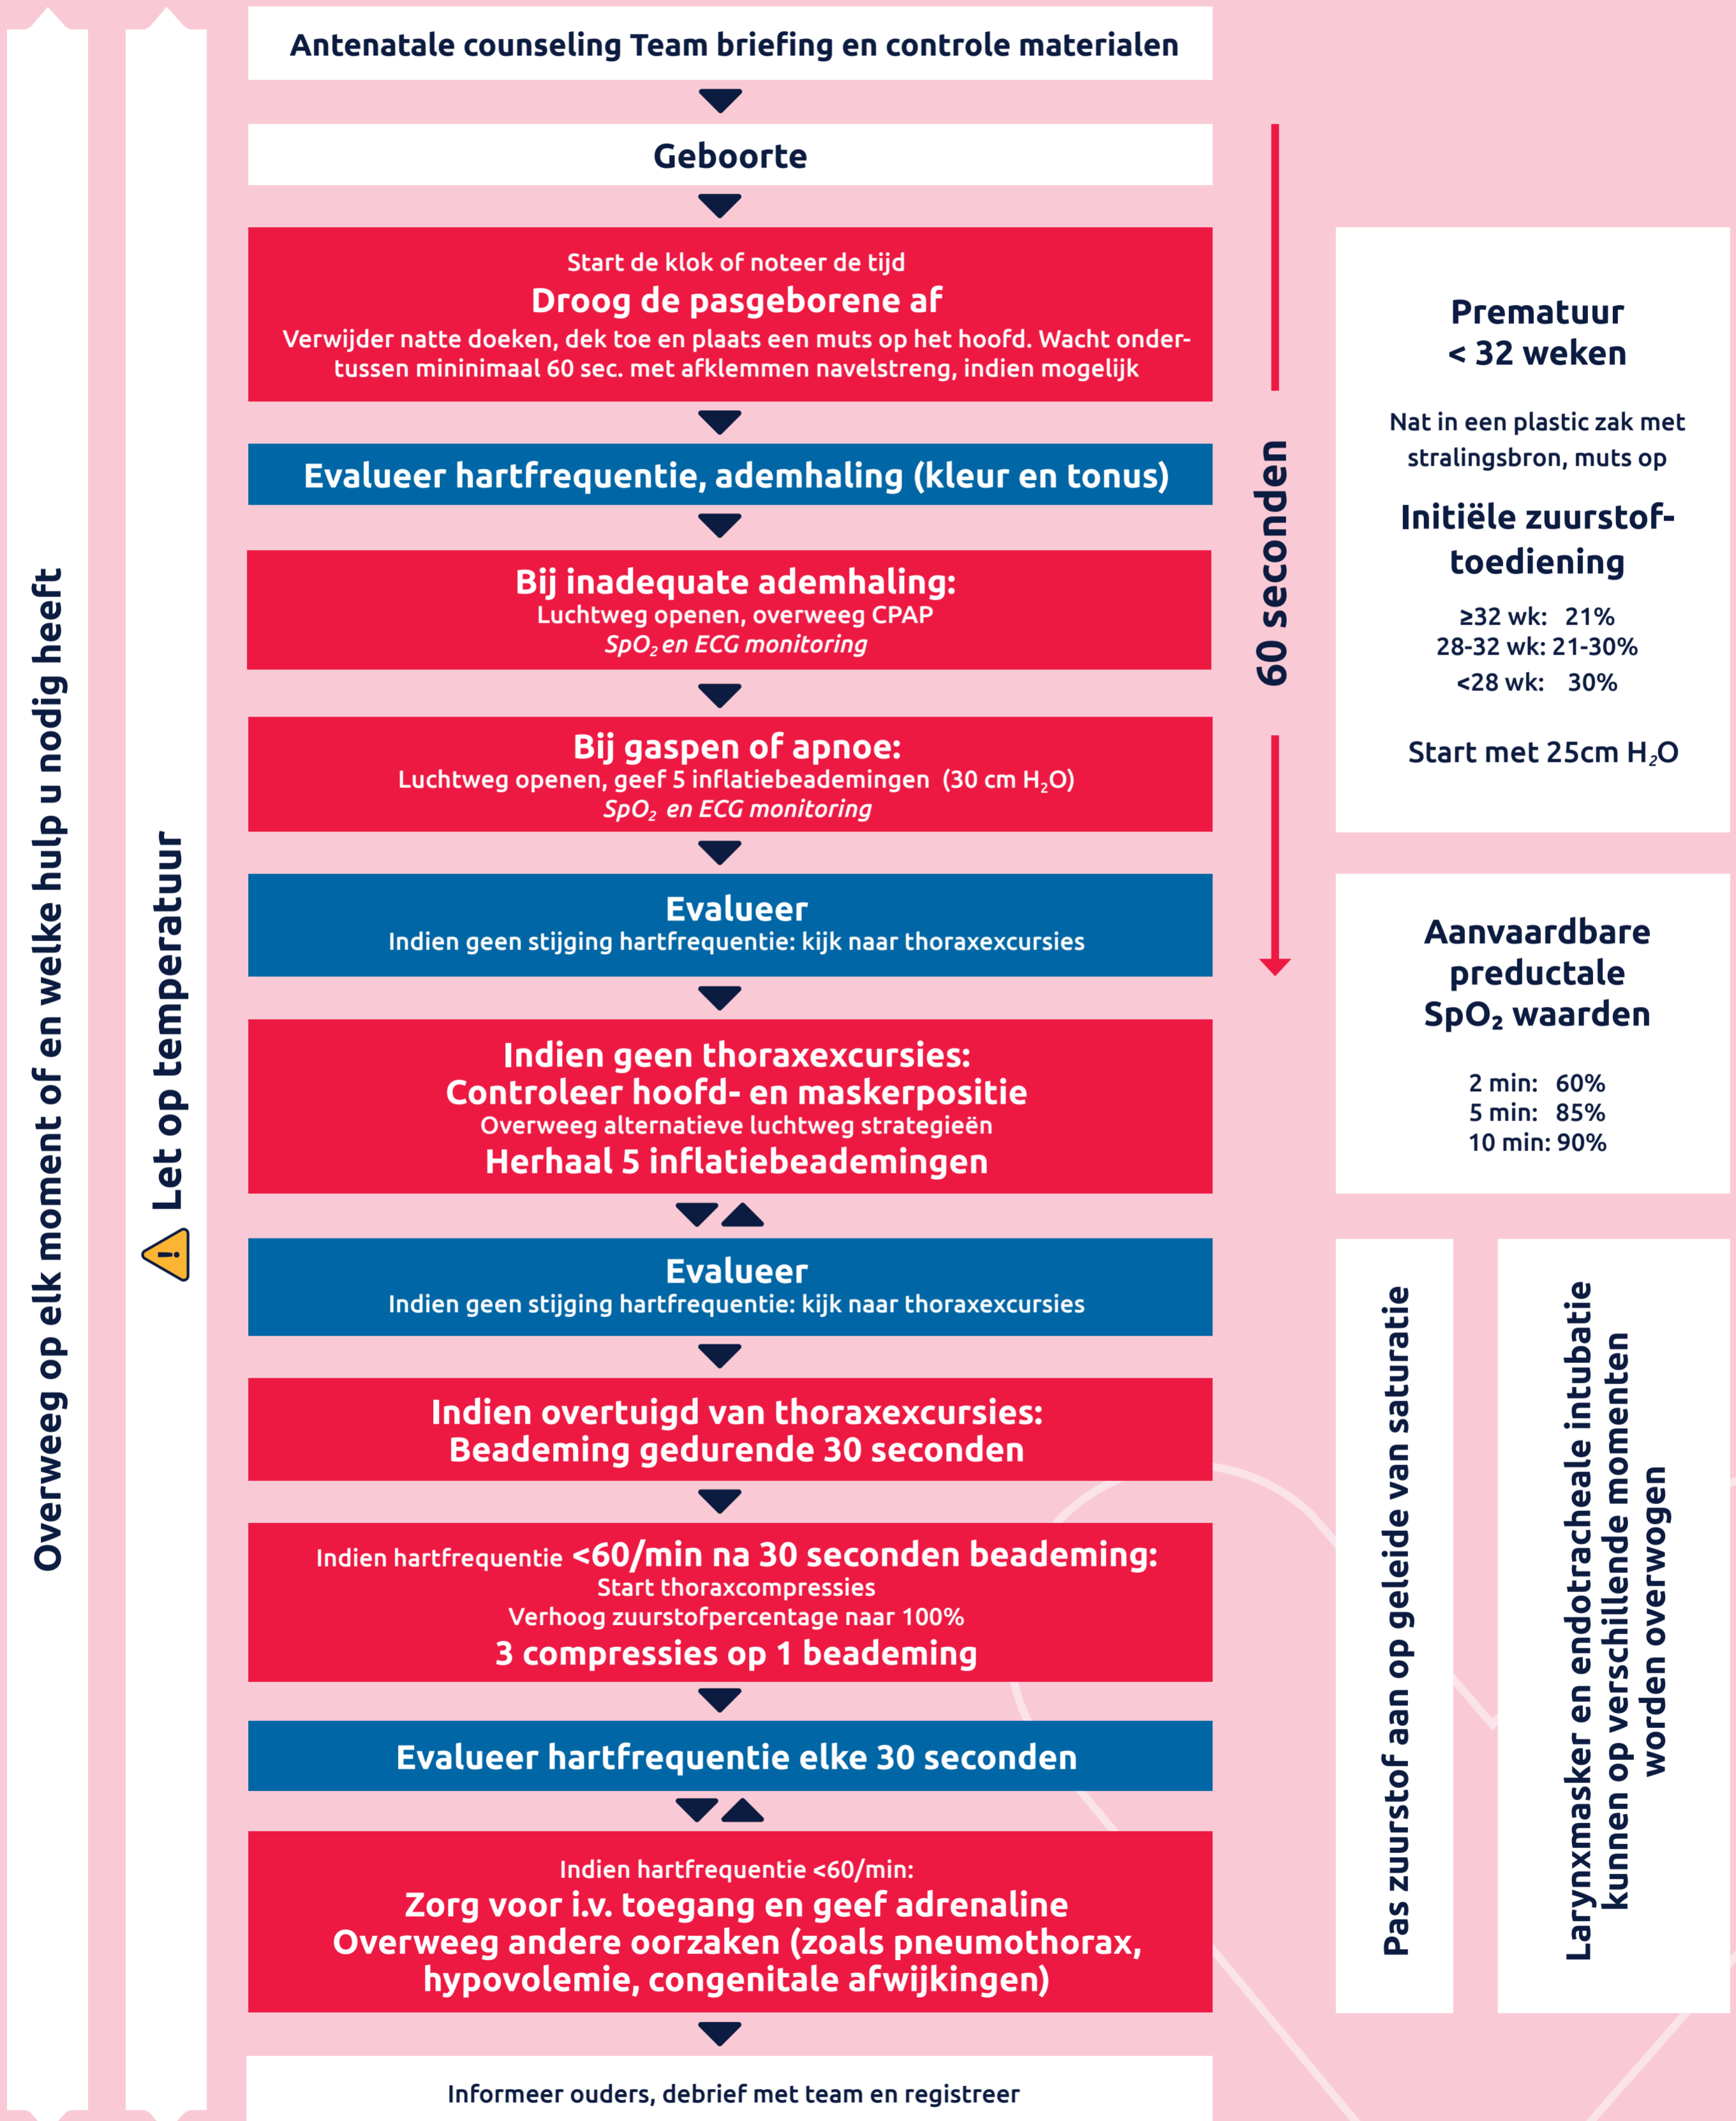 Overweeg op elk moment of en welke hulp u nodig heeft
Let op temperatuur
Antenatale counseling Team briefing en controle materialen
Geboorte
Start de klok of noteer de tijd
Droog de pasgeborene af
Verwijder natte doeken, dek toe en plaats een muts op het hoofd. Wacht onder-
tussen mininimaal 60 sec. met afklemmen navelstreng, indien mogelijk
Evalueer hartfrequentie, ademhaling (kleur en tonus)
Bij inadequate ademhaling:
Luchtweg openen, overweeg CPAP
SpO₂ en ECG monitoring
Bij gaspen of apnoe:
Luchtweg openen, geef 5 inflatiebeademingen (30 cm H₂O)
SpO₂ en ECG monitoring
Evalueer
Indien geen stijging hartfrequentie: kijk naar thoraxexcursies
Indien geen thoraxexcursies:
Controleer hoofd- en maskerpositie
Overweeg alternatieve luchtweg strategieën
Herhaal 5 inflatiebeademingen
Evalueer
Indien geen stijging hartfrequentie: kijk naar thoraxexcursies
Indien overtuigd van thoraxexcursies:
Beademing gedurende 30 seconden
Indien hartfrequentie <60/min na 30 seconden beademing:
Start thoraxcompressies
Verhoog zuurstofpercentage naar 100%
3 compressies op 1 beademing
Evalueer hartfrequentie elke 30 seconden
Indien hartfrequentie <60/min:
Zorg voor i.v. toegang en geef adrenaline
Overweeg andere oorzaken (zoals pneumothorax,
hypovolemie, congenitale afwijkingen)
Informeer ouders, debrief met team en registreer
60 seconden
Prematuur
< 32 weken
Nat in een plastic zak met
stralingsbron, muts op
Initiële zuurstof-
toediening
≥32 wk: 21%
28-32 wk: 21-30%
<28 wk: 30%
Start met 25cm H₂O
Aanvaardbare
preductale
SpO₂ waarden
2 min: 60%
5 min: 85%
10 min: 90%
Pas zuurstof aan op geleide van saturatie
Larynxmasker en endotracheale intubatie
kunnen op verschillende momenten
worden overwogen